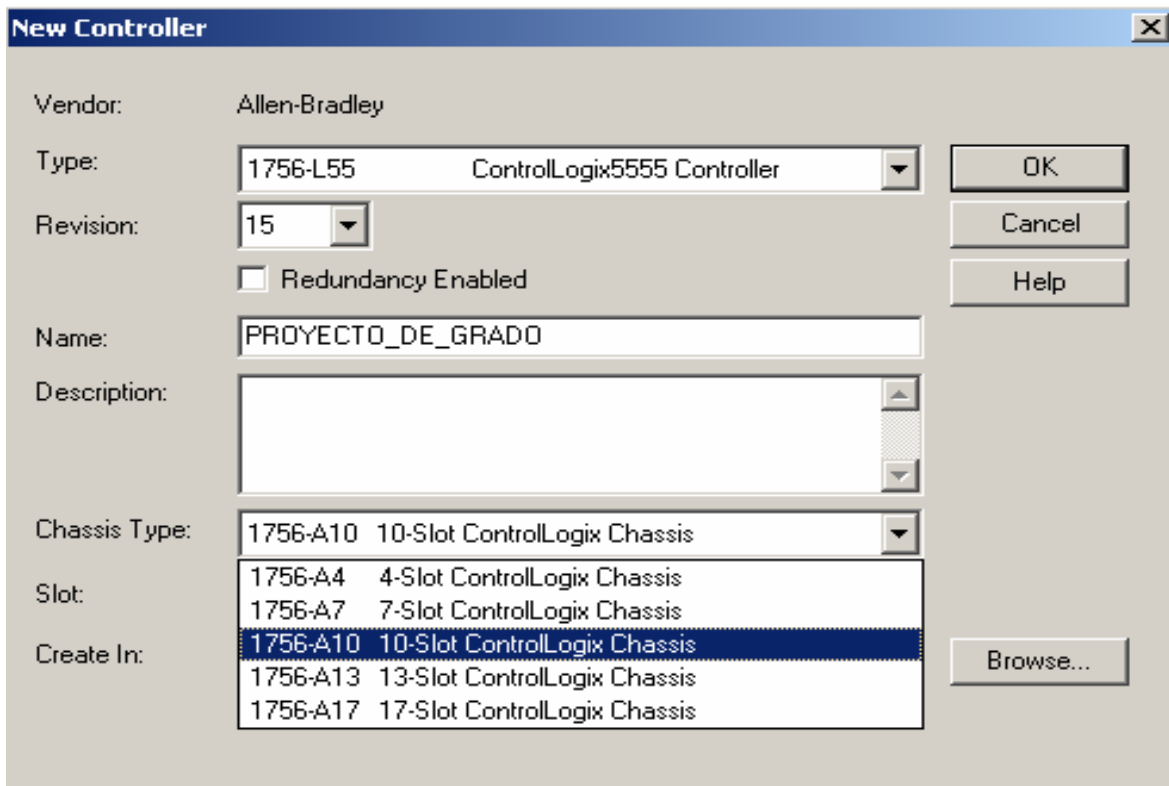 New Controller
Vendor: Allen-Bradley
Type: 1756-L55 ControlLogix5555 Controller OK
Revision: 15 Cancel
Redundancy Enabled Help
Name: PROYECTO_DE_GRADO
Description:
Chassis Type: 1756-A10 10-Slot ControlLogix Chassis
Slot: 1756-A4 4-Slot ControlLogix Chassis
1756-A7 7-Slot ControlLogix Chassis
Create In: 1756-A10 10-Slot ControlLogix Chassis Browse...
1756-A13 13-Slot ControlLogix Chassis
1756-A17 17-Slot ControlLogix Chassis